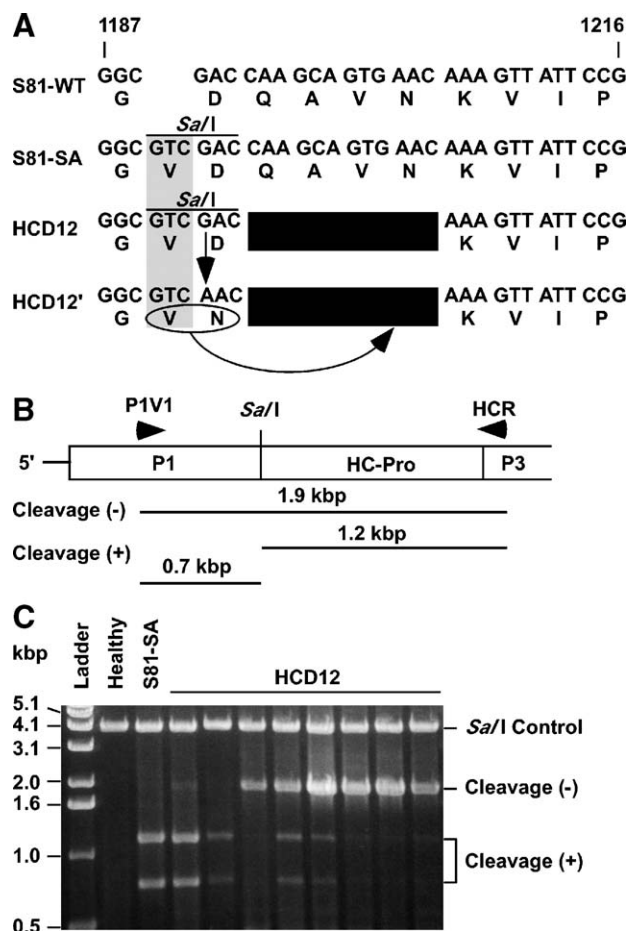 A
1187 1216
S81-WT GGC GAC CAA GCA GTG AAC AAA GTT ATT CCG
G D Q A V N K V I P
SalI
S81-SA GGC GTC GAC CAA GCA GTG AAC AAA GTT ATT CCG
G V D Q A V N K V I P
SalI
HCD12 GGC GTC GAC AAA GTT ATT CCG
G V D K V I P
HCD12' GGC GTC AAC AAA GTT ATT CCG
G V N K V I P
B
P1V1 SalI HCR
5' P1 HC-Pro P3
Cleavage (-) 1.9 kbp
Cleavage (+) 1.2 kbp
0.7 kbp
C
kbp Ladder Healthy S81-SA HCD12
5.1
4.1 SalI Control
3.1
2.0 Cleavage (-)
1.6
1.0 Cleavage (+)
0.5